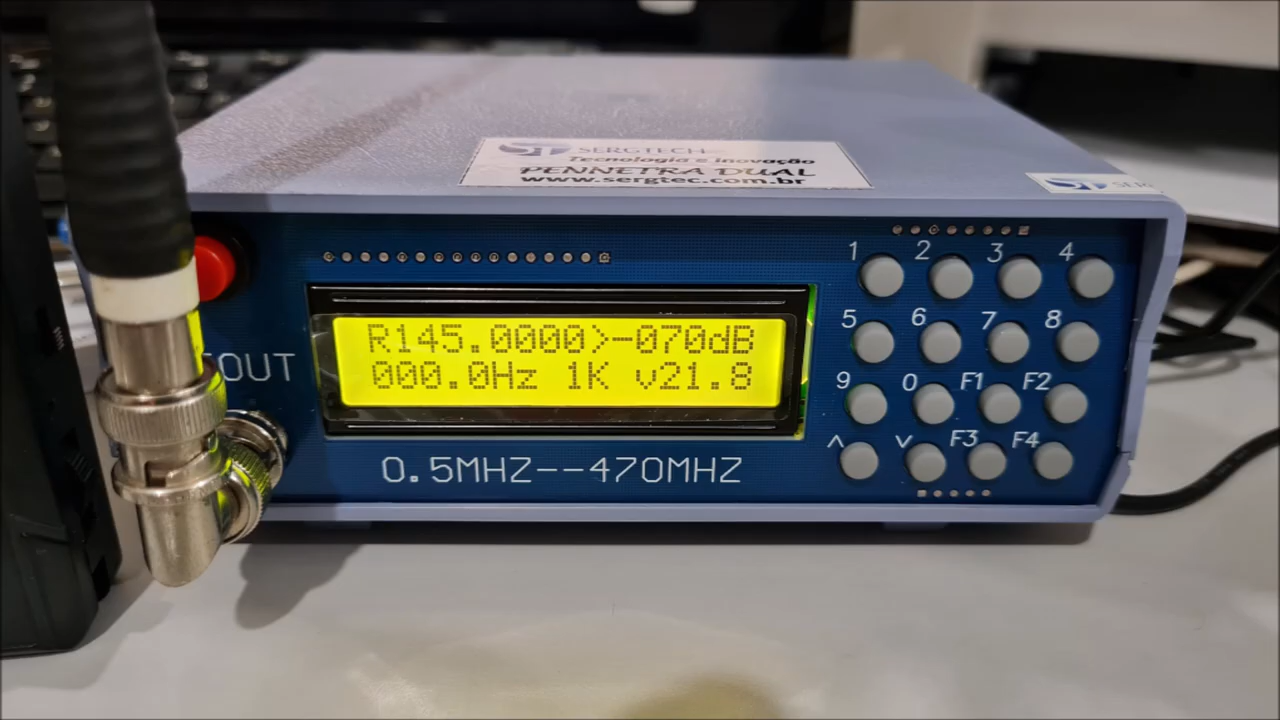 ST SERGTECH
Tecnologia e inovação
PENNETRA DUAL
www.sergtec.com.br
1 2 3 4
R145.0000>-070dB
000.0Hz 1K v21.8
5 6 7 8
OUT
9 0 F1 F2
^ v F3 F4
0.5MHZ--470MHZ